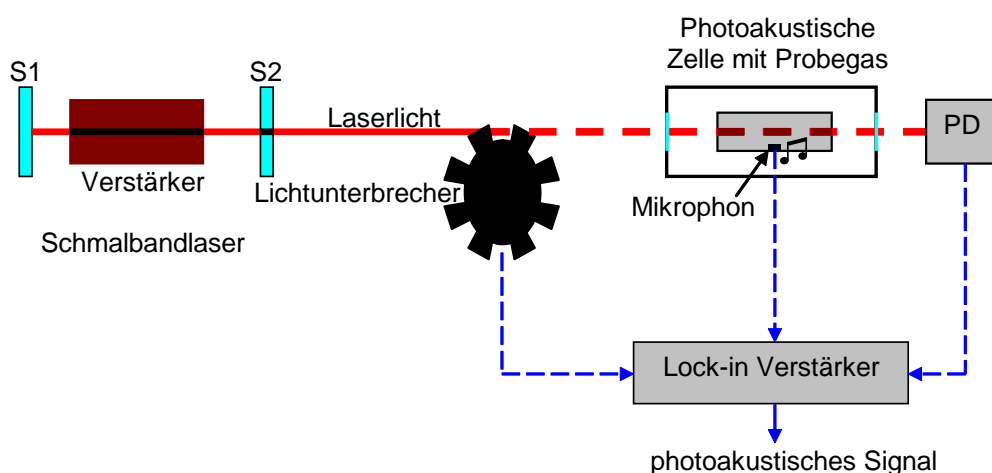 Photoakustische
Zelle mit Probegas
S1
S2
Laserlicht
PD
Verstärker
Lichtunterbrecher
Mikrophon
Schmalbandlaser
Lock-in Verstärker
photoakustisches Signal